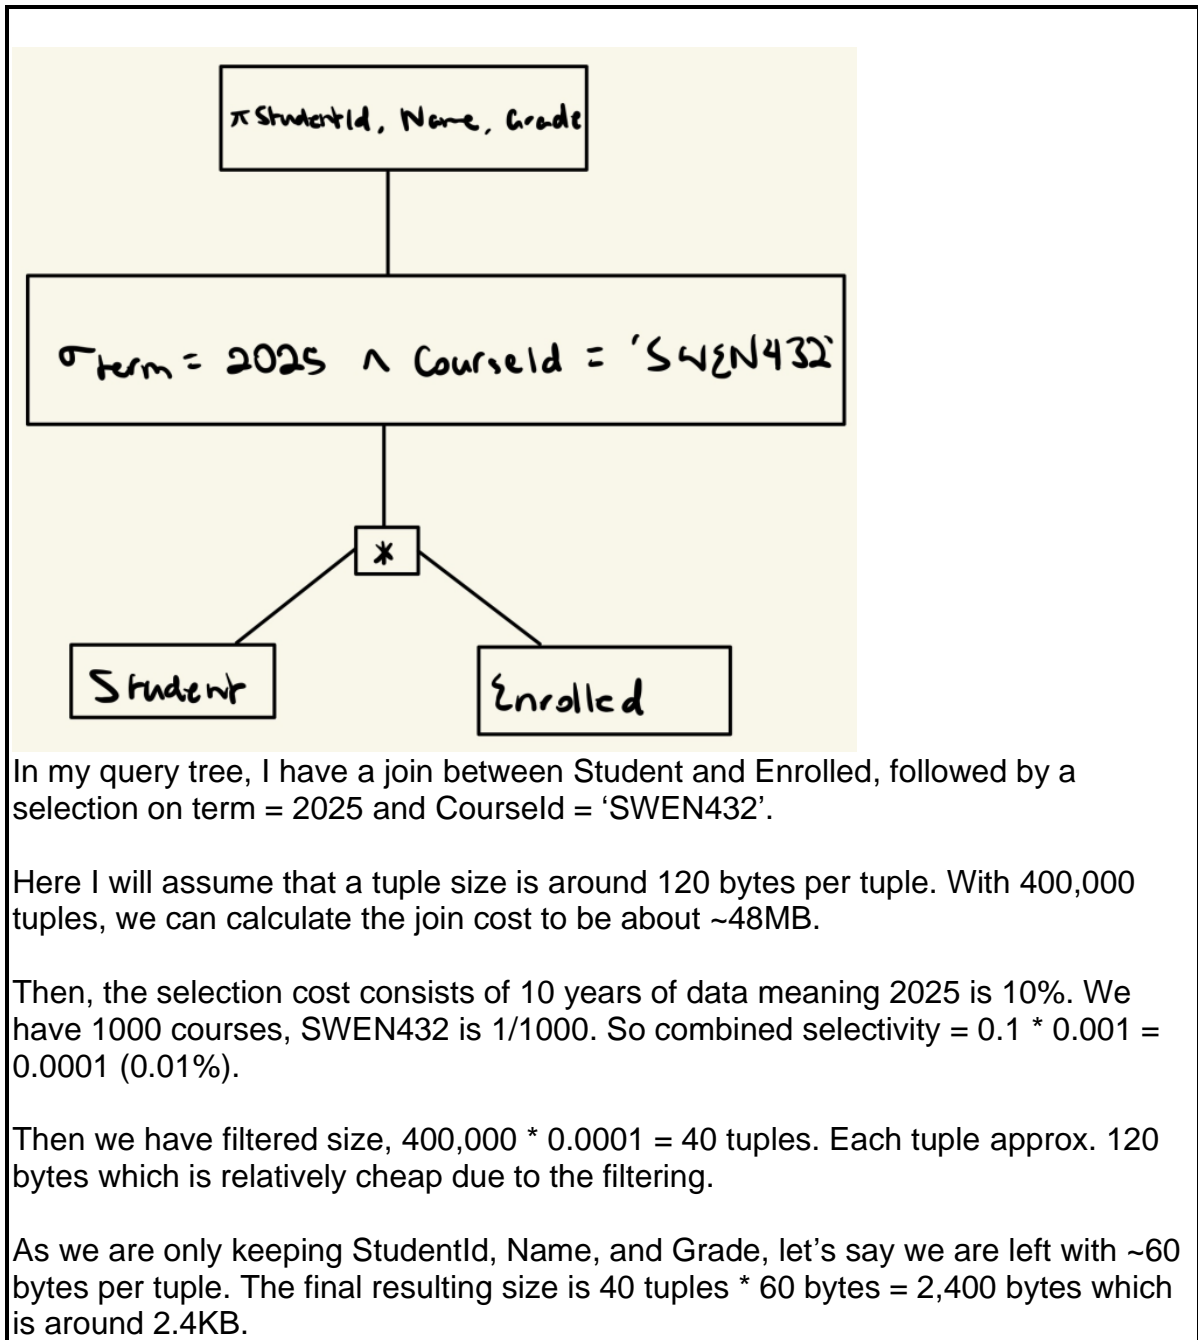 π StudentId, Name, Grade
σ term = 2025 ∧ CourseId = 'SWEN432'
*
Student
Enrolled
In my query tree, I have a join between Student and Enrolled, followed by a
selection on term = 2025 and CourseId = ‘SWEN432’.
Here I will assume that a tuple size is around 120 bytes per tuple. With 400,000
tuples, we can calculate the join cost to be about ~48MB.
Then, the selection cost consists of 10 years of data meaning 2025 is 10%. We
have 1000 courses, SWEN432 is 1/1000. So combined selectivity = 0.1 * 0.001 =
0.0001 (0.01%).
Then we have filtered size, 400,000 * 0.0001 = 40 tuples. Each tuple approx. 120
bytes which is relatively cheap due to the filtering.
As we are only keeping StudentId, Name, and Grade, let’s say we are left with ~60
bytes per tuple. The final resulting size is 40 tuples * 60 bytes = 2,400 bytes which
is around 2.4KB.